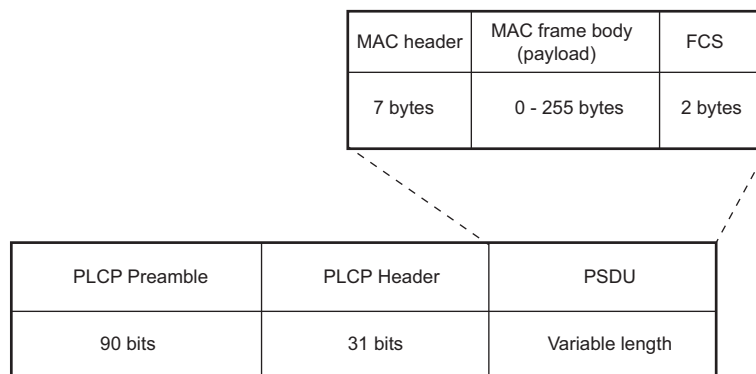 MAC header
MAC frame body
(payload)
FCS
7 bytes
0 - 255 bytes
2 bytes
PLCP Preamble
PLCP Header
PSDU
90 bits
31 bits
Variable length